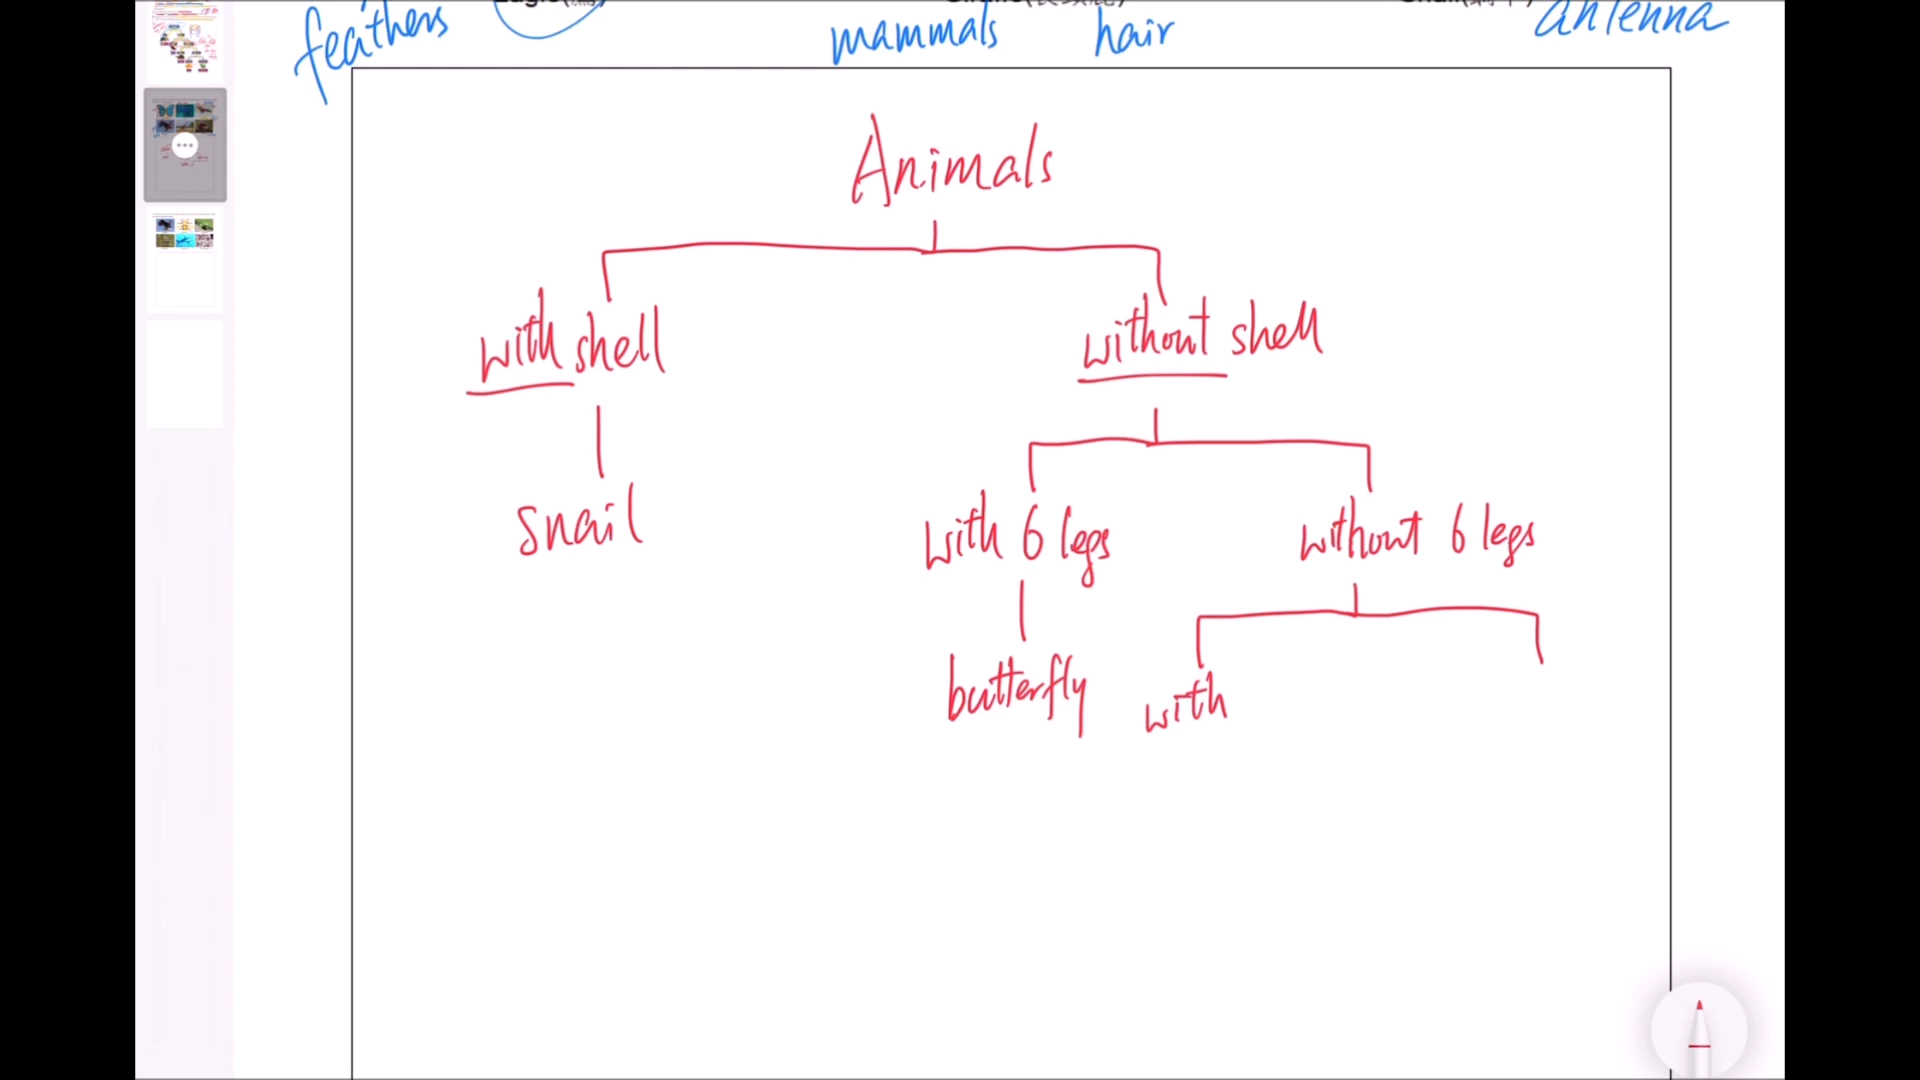 feathers
mammals hair
antenna
Animals
with shell without shell
snail with 6 legs without 6 legs
butterfly with